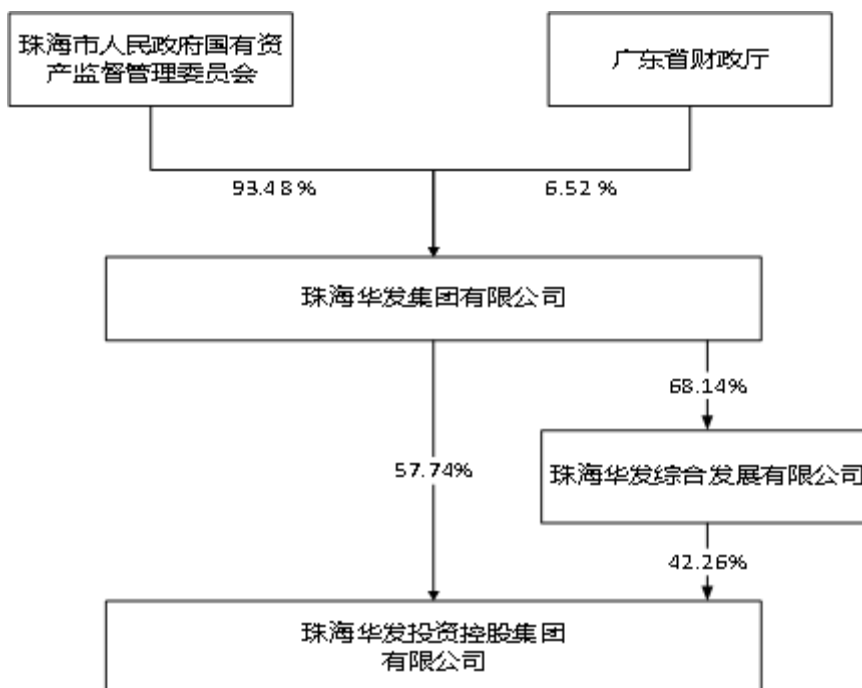 珠海市人民政府国有资
产监督管理委员会
广东省财政厅
93.48%
6.52%
珠海华发集团有限公司
68.14%
57.74%
珠海华发综合发展有限公司
42.26%
珠海华发投资控股集团
有限公司